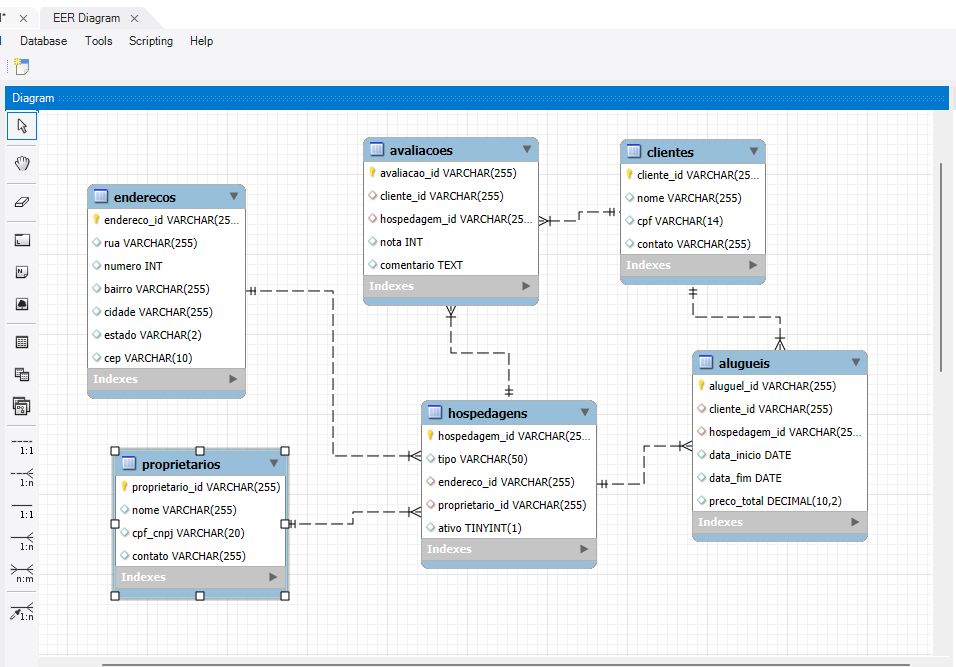 EER Diagram
Database Tools Scripting Help
Diagram
avaliacoes
avaliacao_id VARCHAR(255)
cliente_id VARCHAR(255)
hospedagem_id VARCHAR(25...
nota INT
comentario TEXT
Indexes
clientes
cliente_id VARCHAR(25...
nome VARCHAR(255)
cpf VARCHAR(14)
contato VARCHAR(255)
Indexes
enderecos
endereco_id VARCHAR(25...
rua VARCHAR(255)
numero INT
bairro VARCHAR(255)
cidade VARCHAR(255)
estado VARCHAR(2)
cep VARCHAR(10)
Indexes
alugueis
aluguel_id VARCHAR(255)
cliente_id VARCHAR(255)
hospedagem_id VARCHAR(25...
data_inicio DATE
data_fim DATE
preco_total DECIMAL(10,2)
Indexes
hospedagens
hospedagem_id VARCHAR(25...
tipo VARCHAR(50)
endereco_id VARCHAR(255)
proprietario_id VARCHAR(255)
ativo TINYINT(1)
Indexes
proprietarios
proprietario_id VARCHAR(255)
nome VARCHAR(255)
cpf_cnpj VARCHAR(20)
contato VARCHAR(255)
Indexes
1:1
1:n
1:1
1:n
n:m
1:n